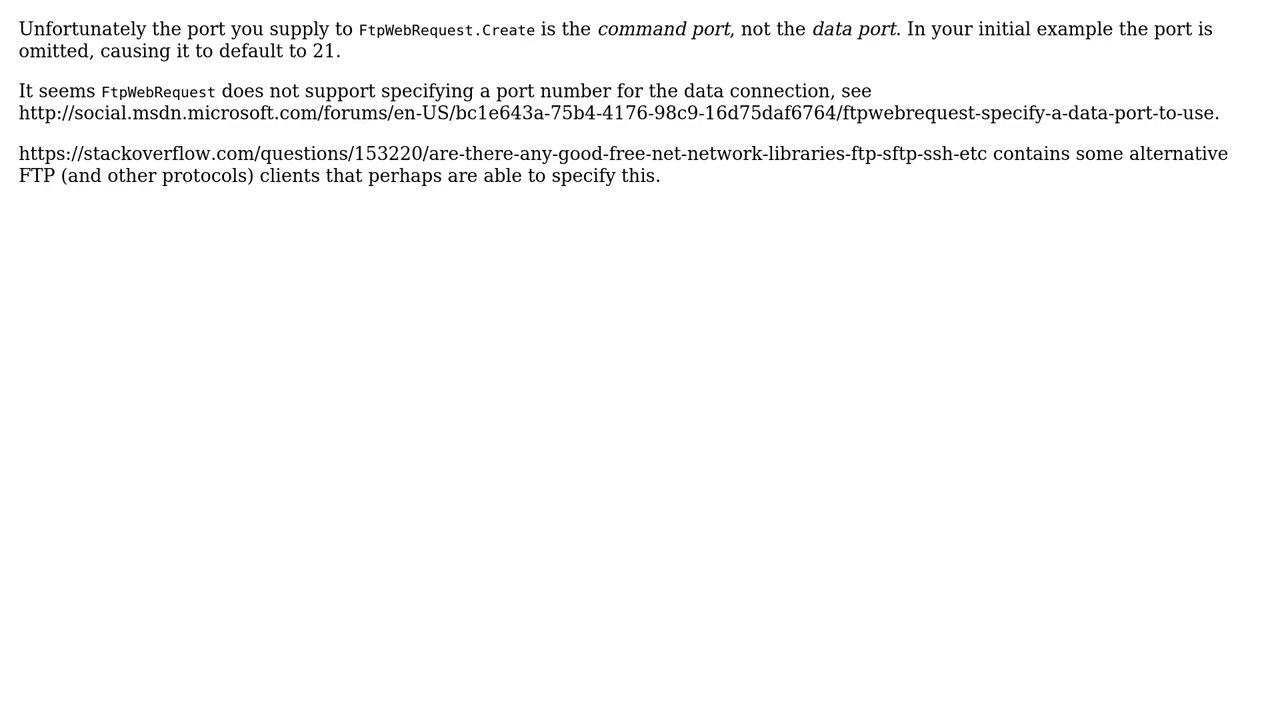 Unfortunately the port you supply to FtpWebRequest.Create is the command port, not the data port. In your initial example the port is
omitted, causing it to default to 21.
It seems FtpWebRequest does not support specifying a port number for the data connection, see
http://social.msdn.microsoft.com/forums/en-US/bc1e643a-75b4-4176-98c9-16d75daf6764/ftpwebrequest-specify-a-data-port-to-use.
https://stackoverflow.com/questions/153220/are-there-any-good-free-net-network-libraries-ftp-sftp-ssh-etc contains some alternative
FTP (and other protocols) clients that perhaps are able to specify this.